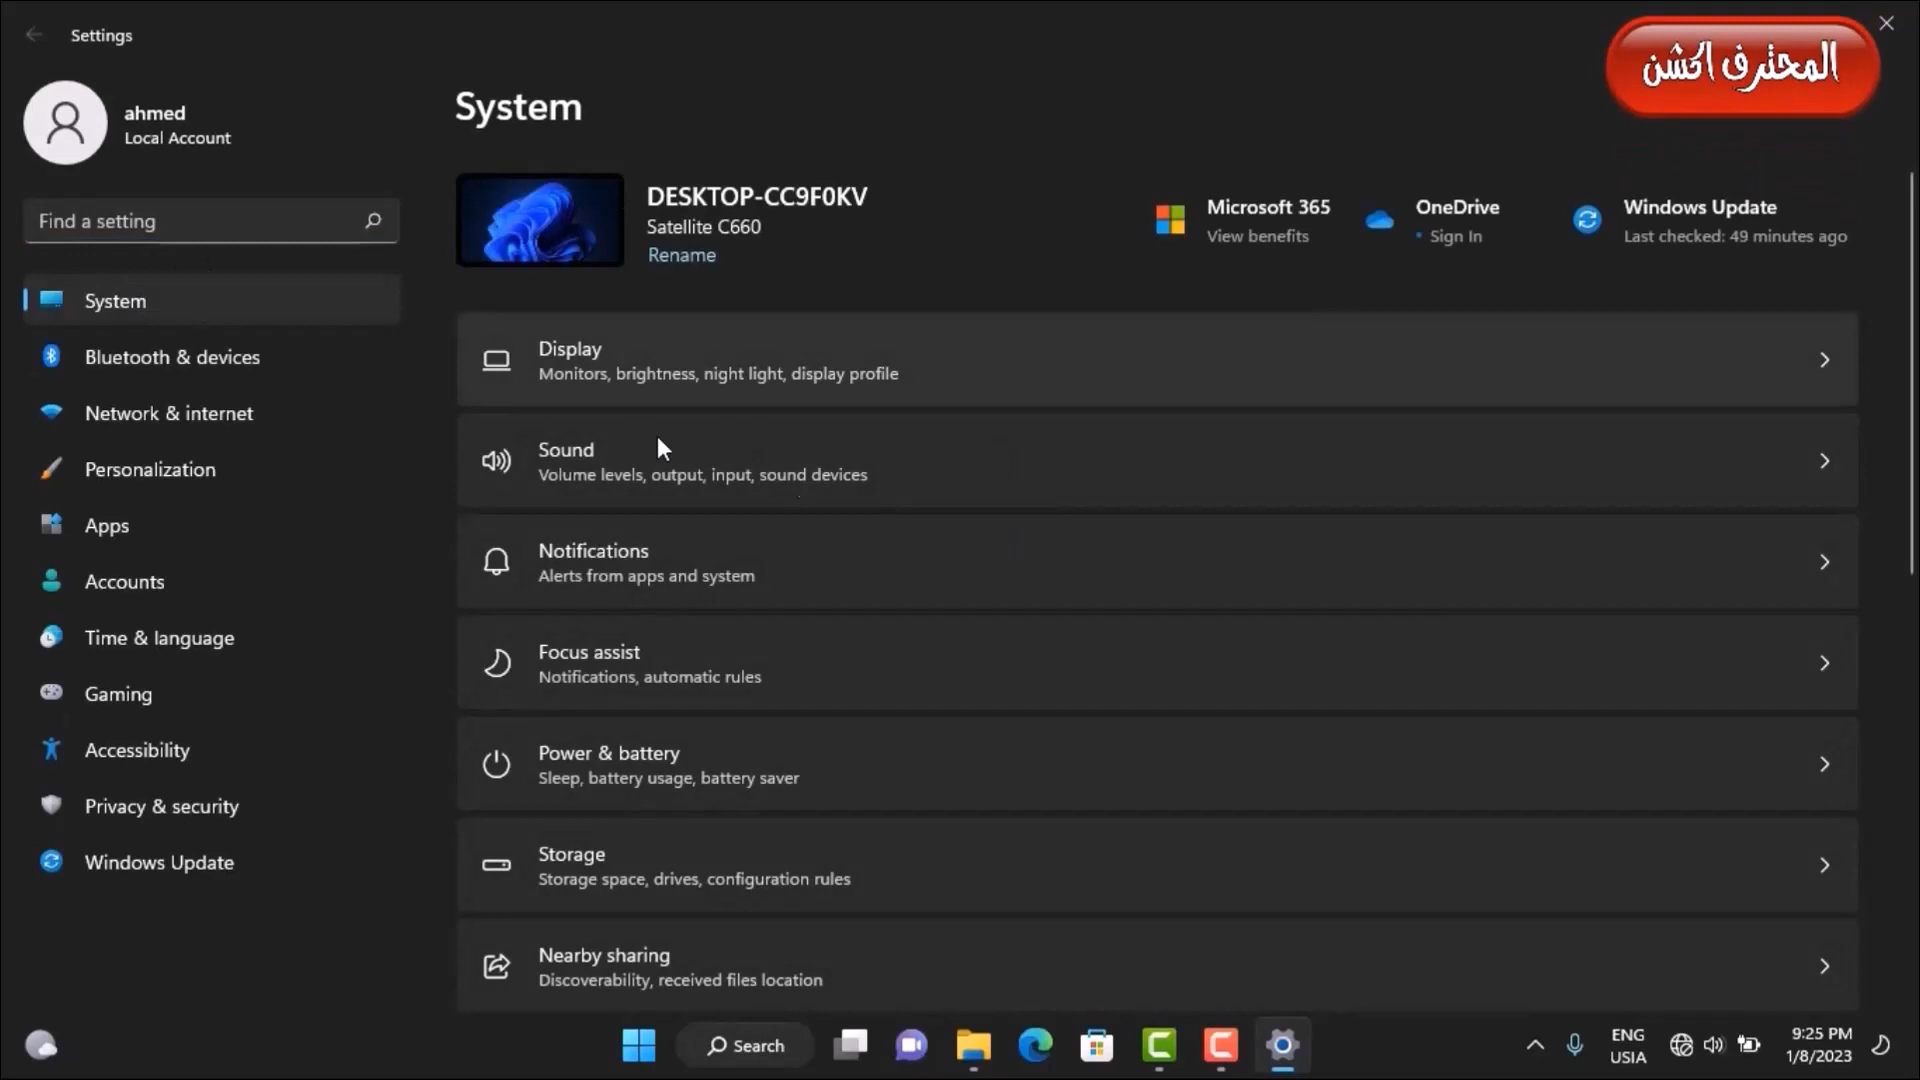 Settings
المحترف اكشن
ahmed
Local Account
Find a setting
System
Bluetooth & devices
Network & internet
Personalization
Apps
Accounts
Time & language
Gaming
Accessibility
Privacy & security
Windows Update
System
DESKTOP-CC9F0KV
Satellite C660
Rename
Microsoft 365
View benefits
OneDrive
• Sign In
Windows Update
Last checked: 49 minutes ago
Display
Monitors, brightness, night light, display profile
Sound
Volume levels, output, input, sound devices
Notifications
Alerts from apps and system
Focus assist
Notifications, automatic rules
Power & battery
Sleep, battery usage, battery saver
Storage
Storage space, drives, configuration rules
Nearby sharing
Discoverability, received files location
Search
ENG
USIA
9:25 PM
1/8/2023